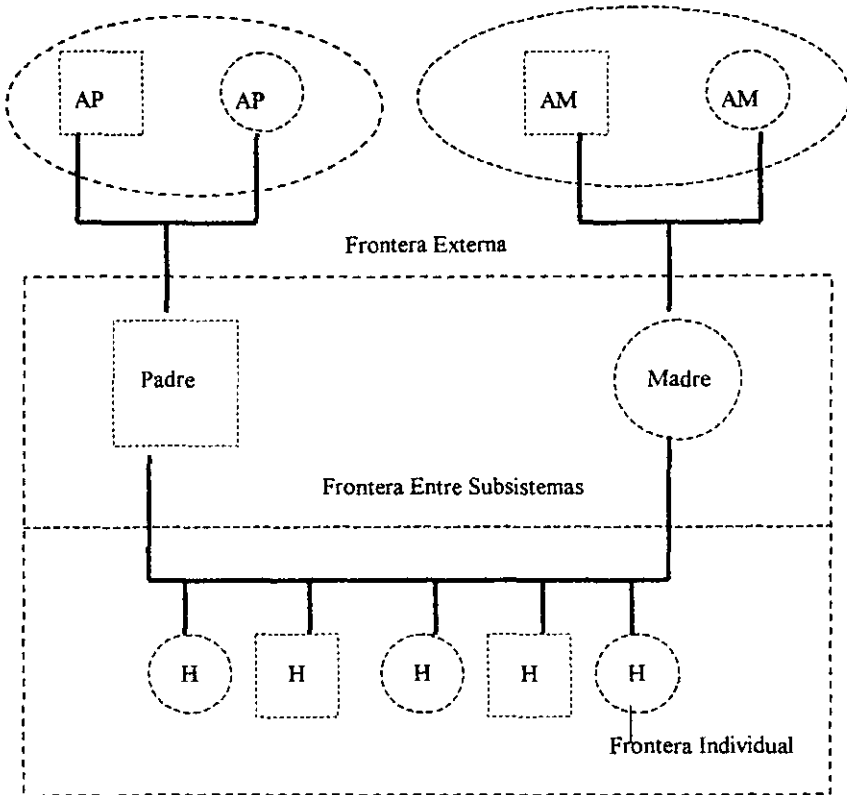 AP
AP
AM
AM
Frontera Externa
Padre
Madre
Frontera Entre Subsistemas
H
H
H
H
H
Frontera Individual